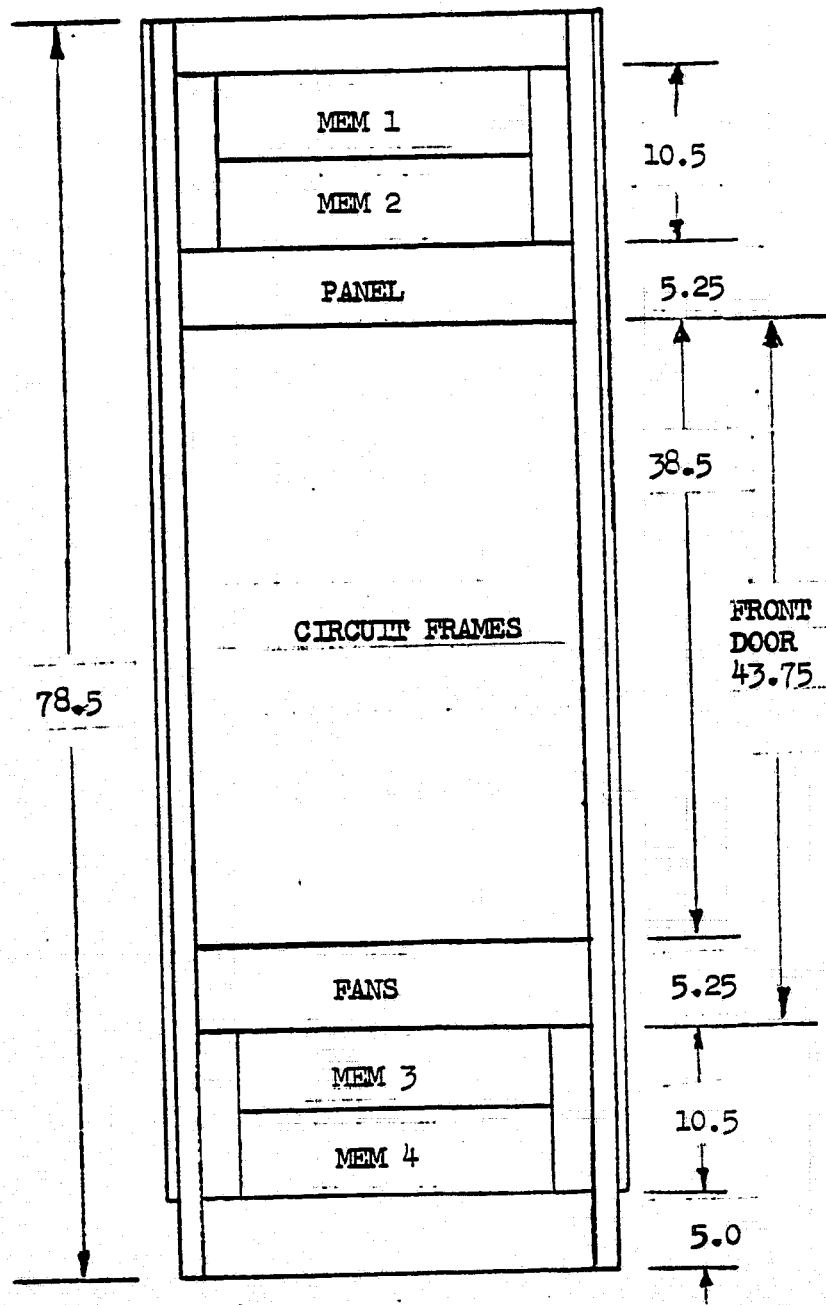 MEM 1
10.5
MEM 2
PANEL
5.25
38.5
FRONT
DOOR
43.75
CIRCUIT FRAMES
78.5
FANS
5.25
MEM 3
10.5
MEM 4
5.0